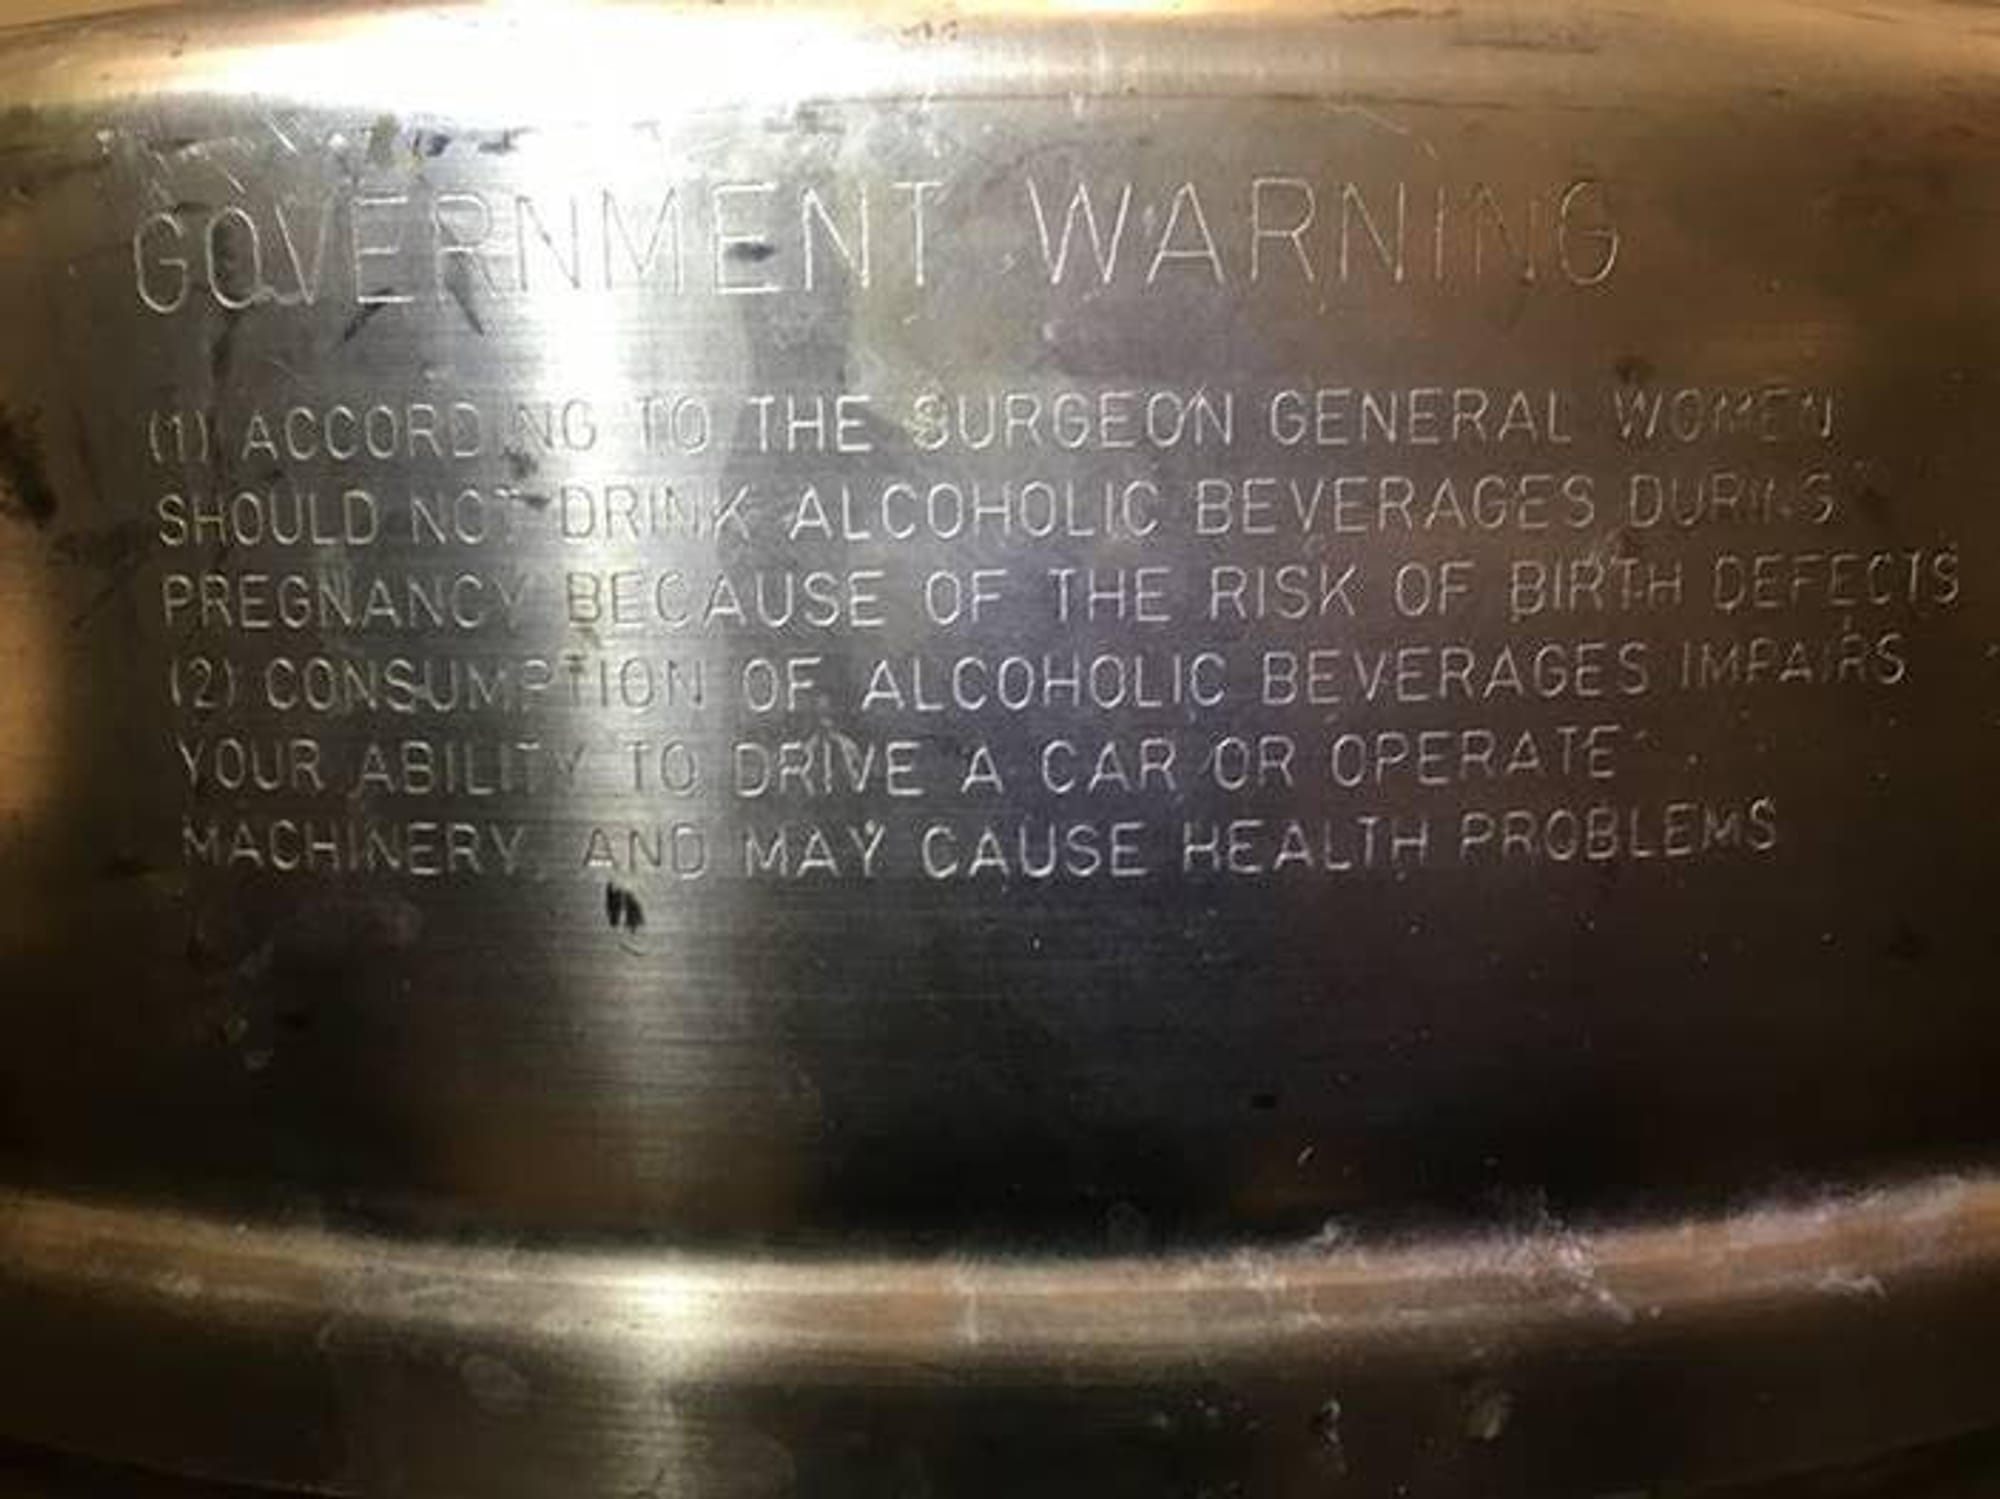 GOVERNMENT WARNING
(1) ACCORDING TO THE SURGEON GENERAL WOMEN
SHOULD NOT DRINK ALCOHOLIC BEVERAGES DURING
PREGNANCY BECAUSE OF THE RISK OF BIRTH DEFECTS
(2) CONSUMPTION OF ALCOHOLIC BEVERAGES IMPAIRS
YOUR ABILITY TO DRIVE A CAR OR OPERATE
MACHINERY, AND MAY CAUSE HEALTH PROBLEMS